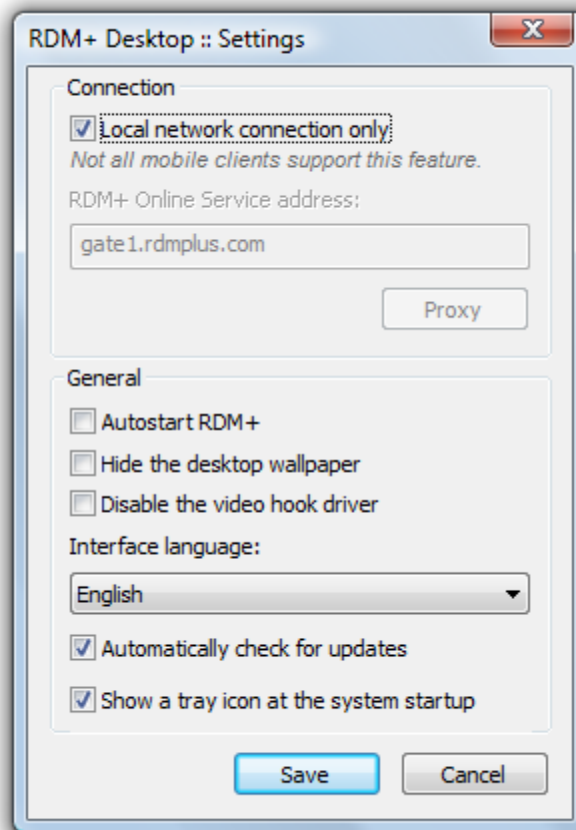 RDM+ Desktop :: Settings
Connection
Local network connection only
Not all mobile clients support this feature.
RDM+ Online Service address:
gate1.rdmplus.com
Proxy
General
Autostart RDM+
Hide the desktop wallpaper
Disable the video hook driver
Interface language:
English
Automatically check for updates
Show a tray icon at the system startup
Save Cancel